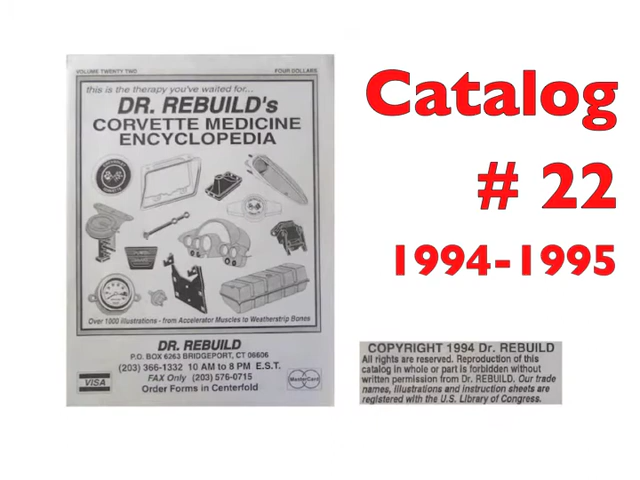 VOLUME TWENTY TWO FOUR DOLLARS
this is the therapy you've waited for...
DR. REBUILD's
CORVETTE MEDICINE
ENCYCLOPEDIA
Over 1000 illustrations - from Accelerator Muscles to Weatherstrip Bones
DR. REBUILD
P.O. BOX 6263 BRIDGEPORT, CT 06606
(203) 366-1332 10 AM to 8 PM E.S.T.
FAX Only (203) 576-0715
Order Forms in Centerfold
VISA
MasterCard
Catalog
# 22
1994-1995
COPYRIGHT 1994 Dr. REBUILD
All rights are reserved. Reproduction of this
catalog in whole or part is forbidden without
written permission from Dr. REBUILD. Our trade
names, illustrations and instruction sheets are
registered with the U.S. Library of Congress.